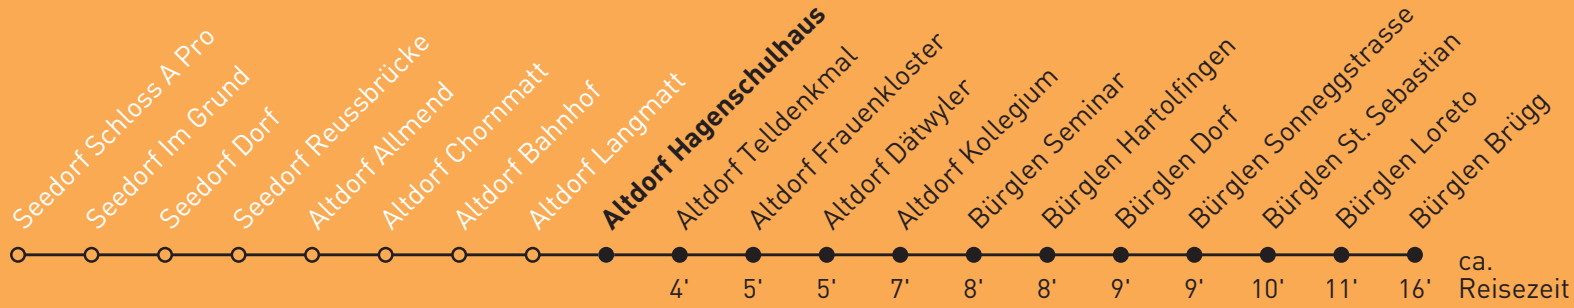 Seedorf Schloss A Pro
Seedorf Im Grund
Seedorf Dorf
Seedorf Reussbrücke
Altdorf Allmend
Altdorf Chornmatt
Altdorf Bahnhof
Altdorf Langmatt
Altdorf Hagenschulhaus
Altdorf Telldenkmal
Altdorf Frauenkloster
Altdorf Dätwyler
Altdorf Kollegium
Bürglen Seminar
Bürglen Hartolfingen
Bürglen Dorf
Bürglen Sonneggstrasse
Bürglen St. Sebastian
Bürglen Loreto
Bürglen Brügg
4' 5' 5' 7' 8' 8' 9' 9' 10' 11' 16'
ca.
Reisezeit